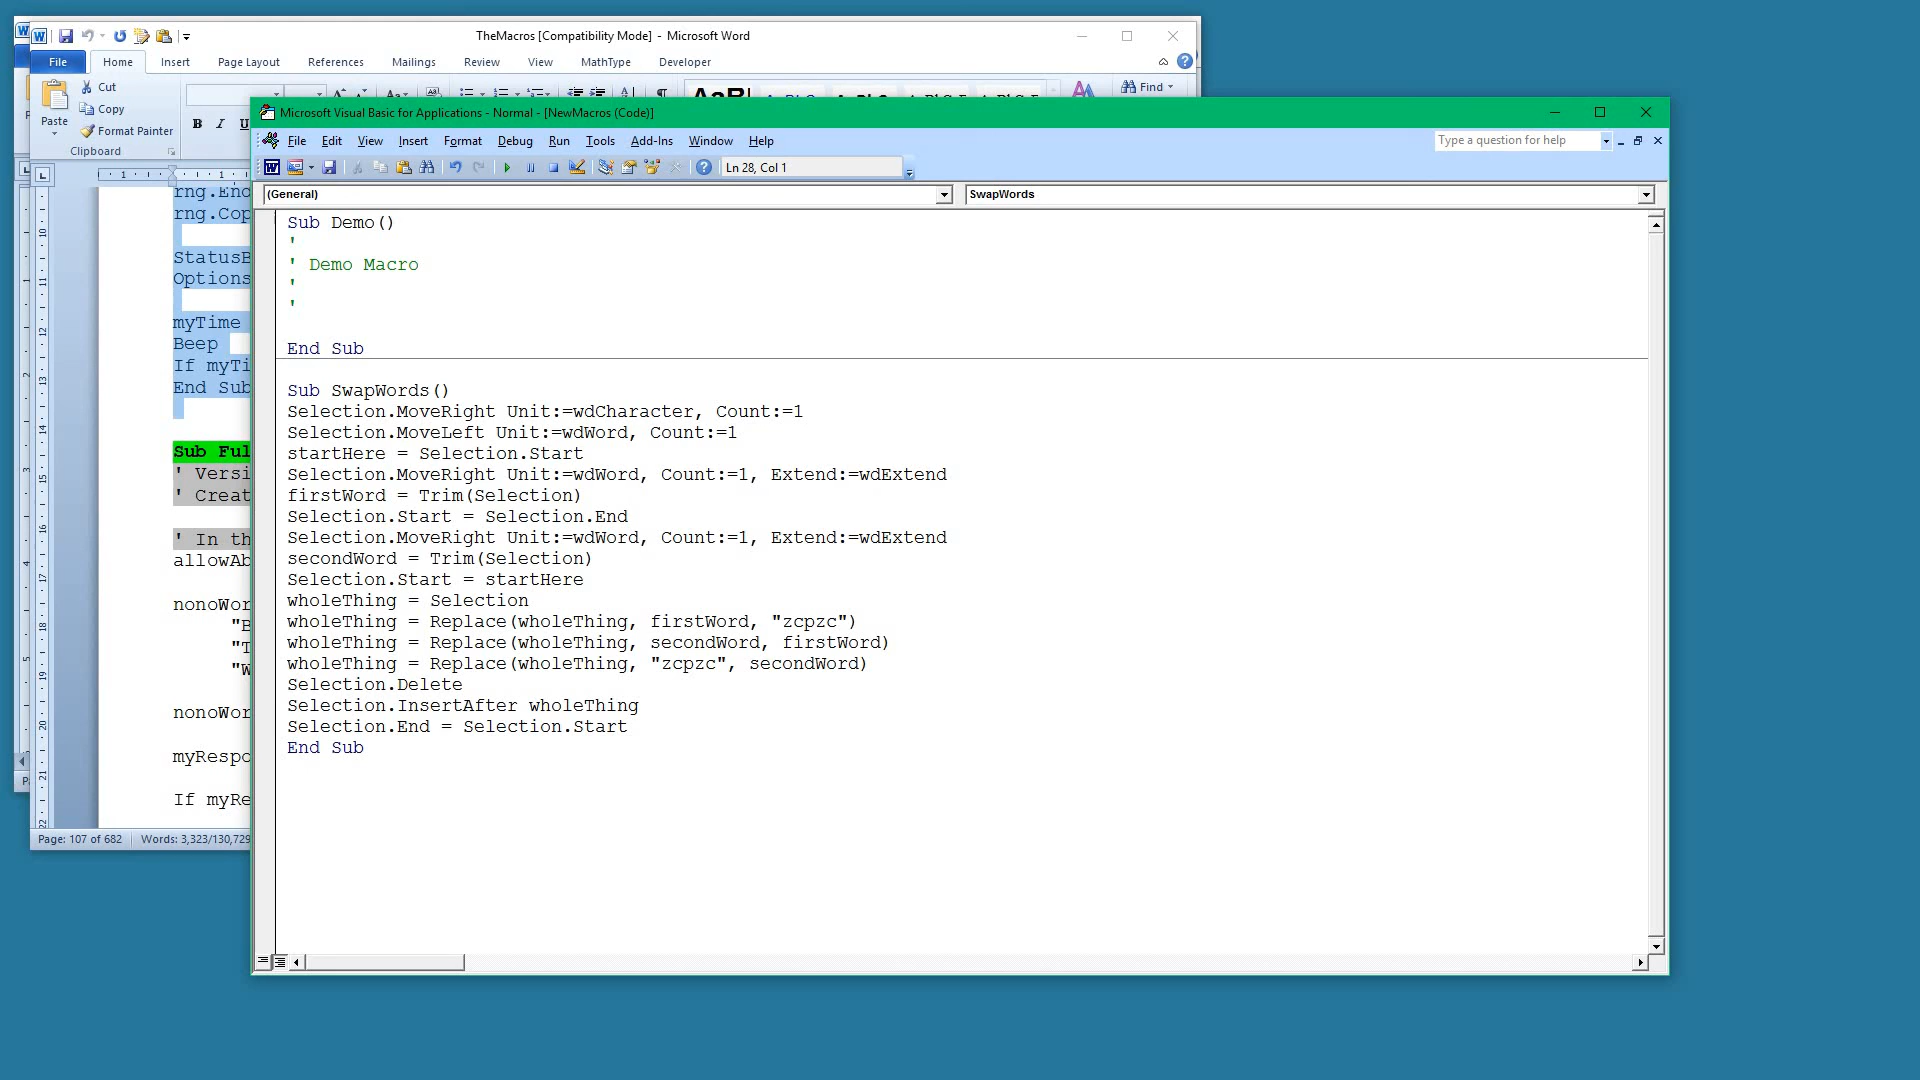 TheMacros [Compatibility Mode] - Microsoft Word
File Home Insert Page Layout References Mailings Review View MathType Developer
Paste
Cut
Copy
Format Painter
Clipboard
B I U
Find
rng.End
rng.Cop
StatusB
Options
myTime
Beep
If myTi
End Sub
Sub Ful
' Versi
' Creat
' In th
allowAb
nonoWor
"B
"T
"W
nonoWor
myRespo
If myRe
Page: 107 of 682 Words: 3,323/130,729
Microsoft Visual Basic for Applications - Normal - [NewMacros (Code)]
File Edit View Insert Format Debug Run Tools Add-Ins Window Help
Type a question for help
Ln 28, Col 1
(General) SwapWords
Sub Demo()
'
' Demo Macro
'
'
End Sub
Sub SwapWords()
Selection.MoveRight Unit:=wdCharacter, Count:=1
Selection.MoveLeft Unit:=wdWord, Count:=1
startHere = Selection.Start
Selection.MoveRight Unit:=wdWord, Count:=1, Extend:=wdExtend
firstWord = Trim(Selection)
Selection.Start = Selection.End
Selection.MoveRight Unit:=wdWord, Count:=1, Extend:=wdExtend
secondWord = Trim(Selection)
Selection.Start = startHere
wholeThing = Selection
wholeThing = Replace(wholeThing, firstWord, "zcpzc")
wholeThing = Replace(wholeThing, secondWord, firstWord)
wholeThing = Replace(wholeThing, "zcpzc", secondWord)
Selection.Delete
Selection.InsertAfter wholeThing
Selection.End = Selection.Start
End Sub